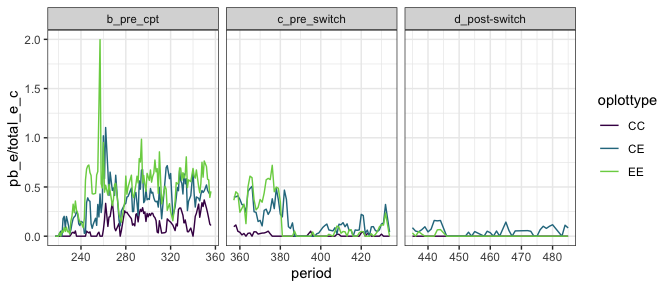 b_pre_cpt
c_pre_switch
d_post-switch
pb_e/total_e_c
2.0
1.5
1.0
0.5
0.0
240
280
320
360
360
400
420
440
450
460
470
480
period
oplottype
CC
CE
EE